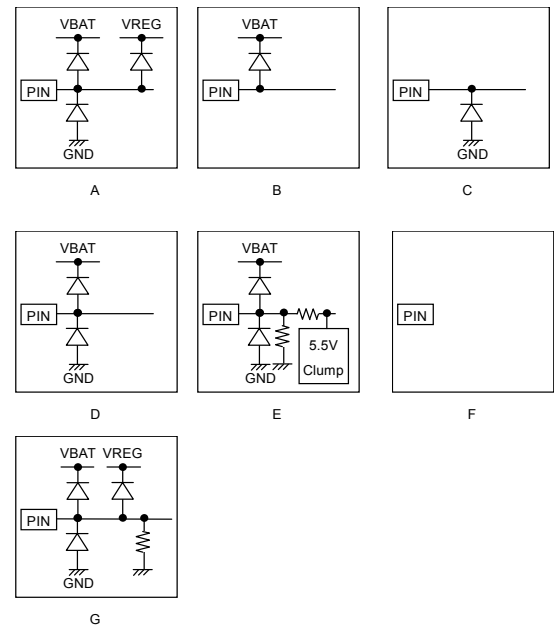 VBAT VREG
PIN
GND
A
VBAT
PIN
B
PIN
GND
C
VBAT
PIN
GND
D
VBAT
PIN
GND
5.5V
Clump
E
PIN
F
VBAT VREG
PIN
GND
G